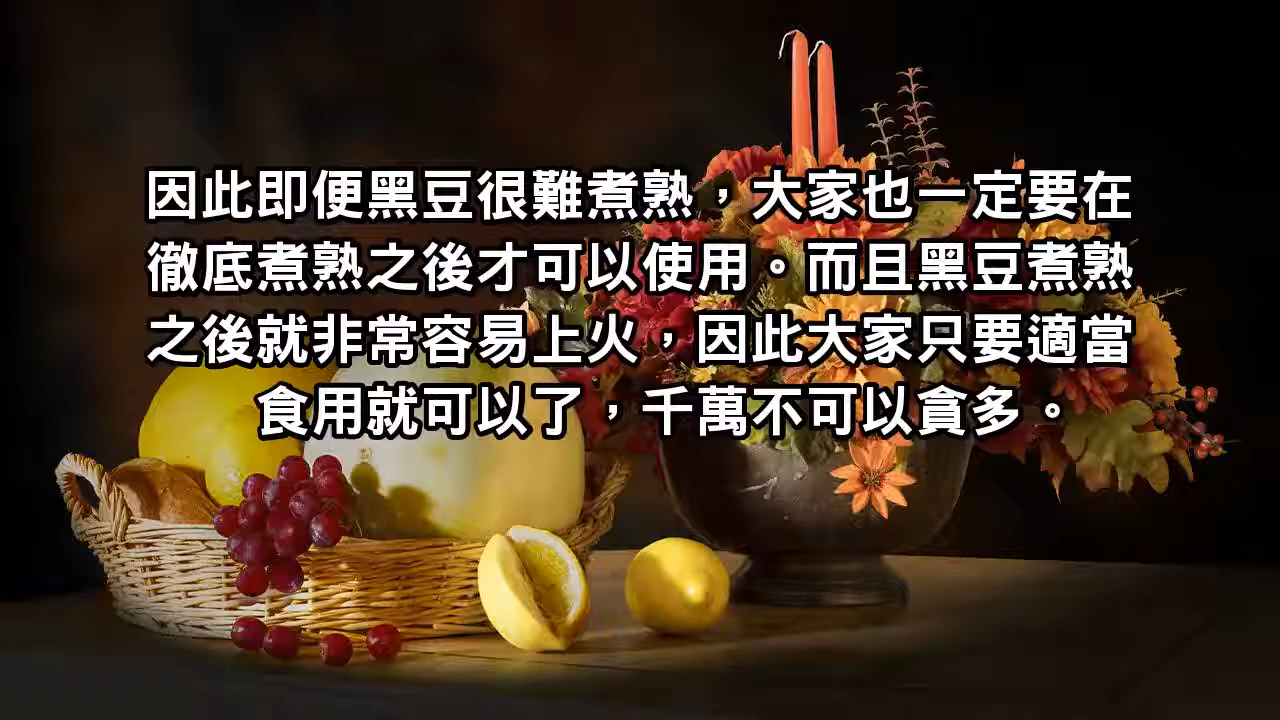 因此即便黑豆很難煮熟，大家也一定要在
徹底煮熟之後才可以使用。而且黑豆煮熟
之後就非常容易上火，因此大家只要適當
食用就可以了，千萬不可以貪多。